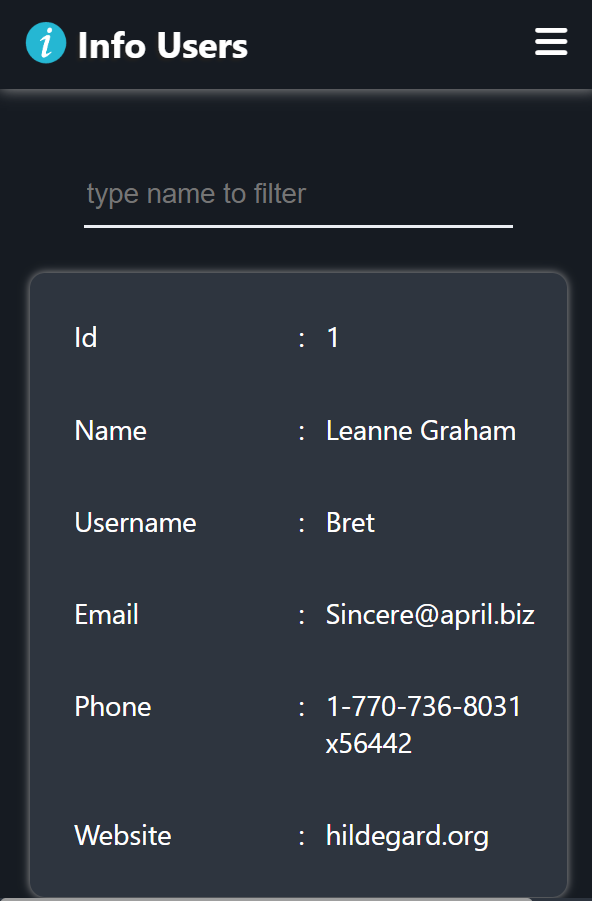 i Info Users
type name to filter
Id : 1
Name : Leanne Graham
Username : Bret
Email : Sincere@april.biz
Phone : 1-770-736-8031
x56442
Website : hildegard.org